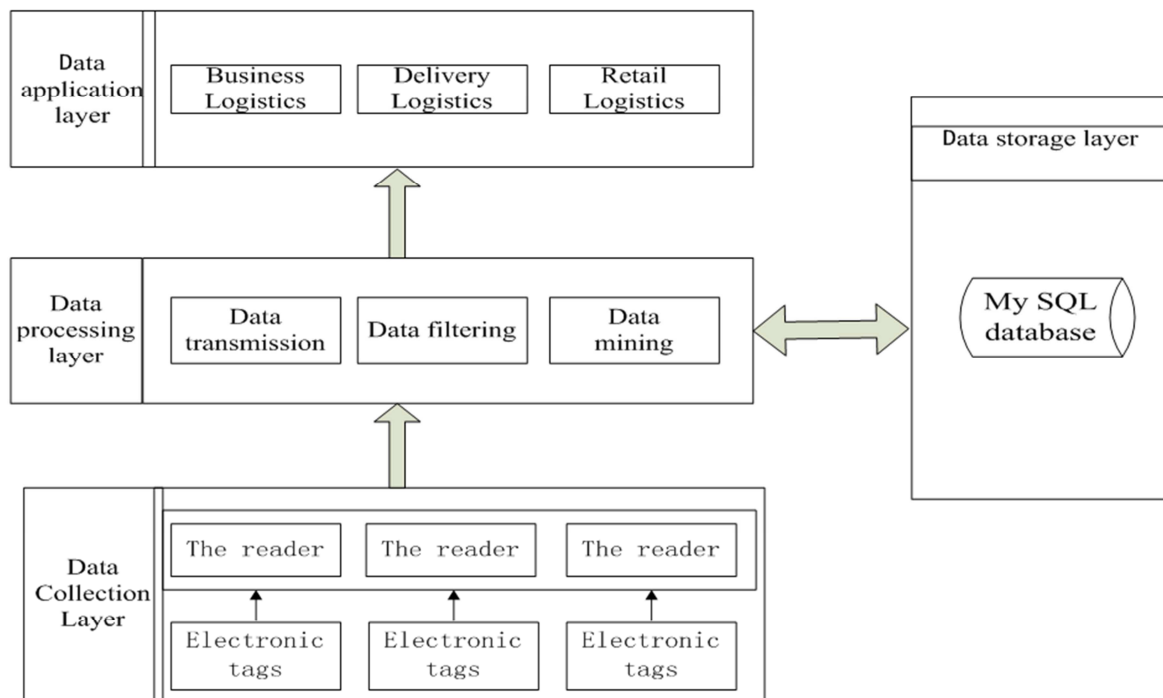 Data
application
layer
Business
Logistics
Delivery
Logistics
Retail
Logistics
Data storage layer
My SQL
database
Data
processing
layer
Data
transmission
Data filtering
Data
mining
Data
Collection
Layer
The reader
The reader
The reader
Electronic
tags
Electronic
tags
Electronic
tags